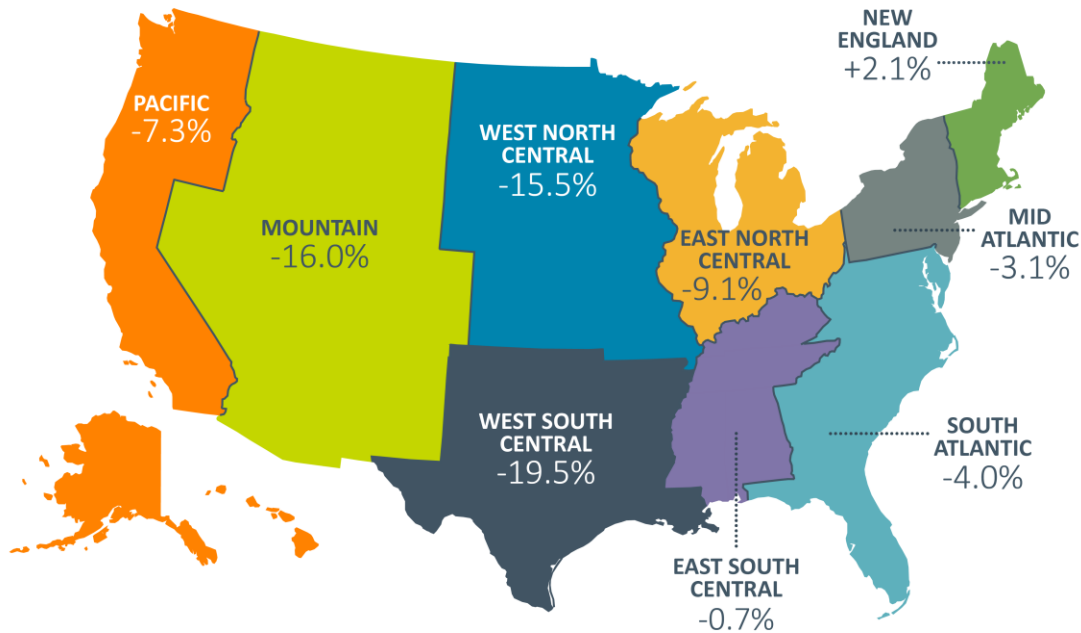 NEW
ENGLAND
+2.1%
PACIFIC
-7.3%
WEST NORTH
CENTRAL
-15.5%
MOUNTAIN
-16.0%
EAST NORTH
CENTRAL
-9.1%
MID
ATLANTIC
-3.1%
WEST SOUTH
CENTRAL
-19.5%
SOUTH
ATLANTIC
-4.0%
EAST SOUTH
CENTRAL
-0.7%